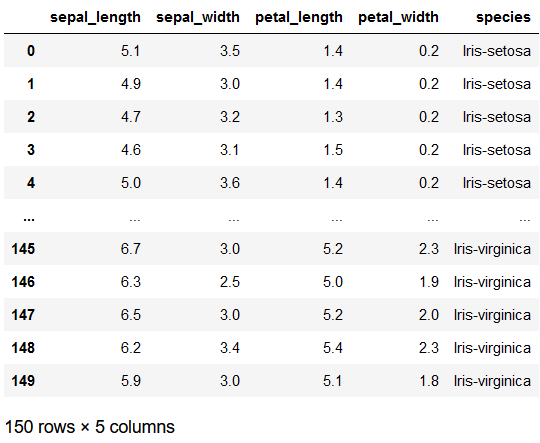 sepal_length sepal_width petal_length petal_width species
0 5.1 3.5 1.4 0.2 Iris-setosa
1 4.9 3.0 1.4 0.2 Iris-setosa
2 4.7 3.2 1.3 0.2 Iris-setosa
3 4.6 3.1 1.5 0.2 Iris-setosa
4 5.0 3.6 1.4 0.2 Iris-setosa
... ... ... ... ... ...
145 6.7 3.0 5.2 2.3 Iris-virginica
146 6.3 2.5 5.0 1.9 Iris-virginica
147 6.5 3.0 5.2 2.0 Iris-virginica
148 6.2 3.4 5.4 2.3 Iris-virginica
149 5.9 3.0 5.1 1.8 Iris-virginica
150 rows × 5 columns